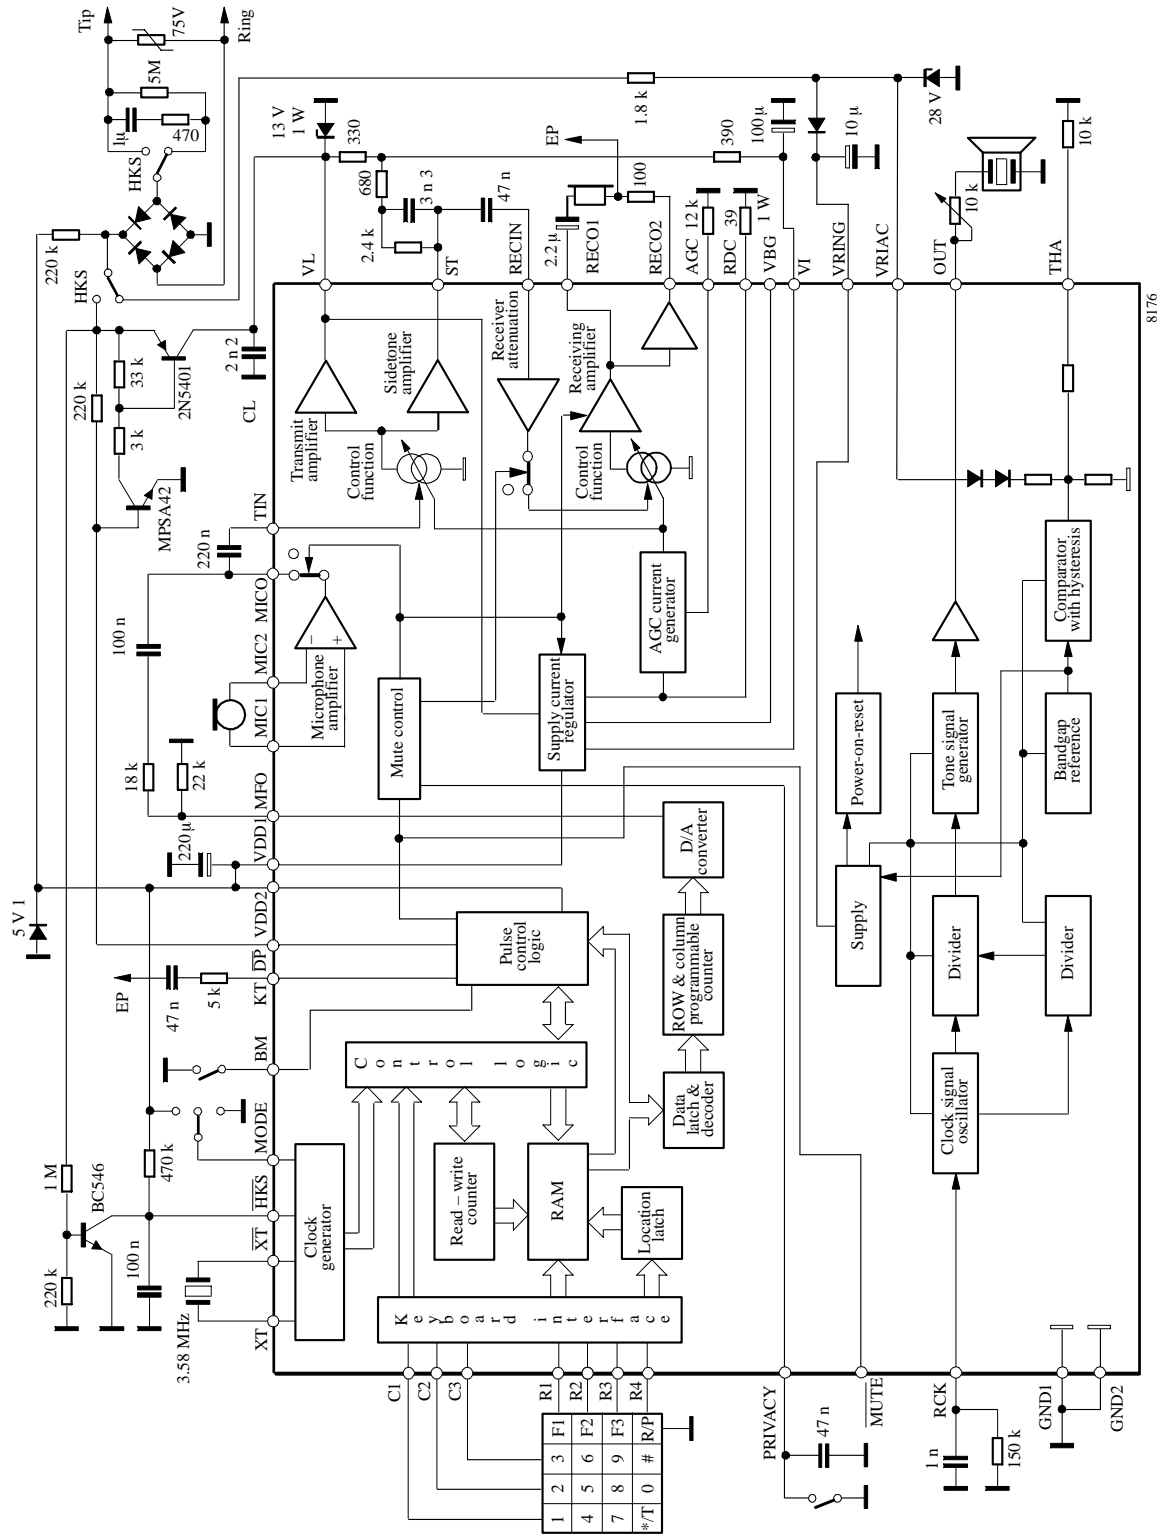 Tip
75V
Ring
5M
1μ
470
HKS
220 k
HKS
13 V
1 W
330
680
3 n 3
47 n
2.4 k
EP
1.8 k
100
2.2 μ
390
100 μ
12 k
39
1 W
10 μ
28 V
10 k
10 k
VL
ST
RECIN
RECO1
RECO2
AGC
RDC
VBG
VI
VRING
VRIAC
OUT
THA
8176
33 k
3 k
220 k
2N5401
MPSA42
2 n 2
CL
TIN
220 n
MICO
100 n
MIC2
MIC1
18 k
22 k
MFO
220 μ
VDD1
VDD2
5 V 1
DP
KT
EP
47 n
5 k
BM
MODE
470 k
1 M
BC546
HKS
XT
220 k
100 n
3.58 MHz
XT
Transmit
amplifier
Sidetone
amplifier
Receiver
attenuation
Receiving
amplifier
Control
function
Control
function
Microphone
amplifier
−
+
Mute control
Supply current
regulator
AGC current
generator
Power–on–reset
Tone signal
generator
Comparator
with hysteresis
Bandgap
reference
D/A
converter
Supply
Divider
Divider
Pulse
control
logic
ROW & column
programmable
counter
Data
latch &
decoder
Clock signal
oscillator
Control logic
Clock
generator
Read – write
counter
RAM
Location
latch
Keyboard interface
C1
C2
C3
R1
R2
R3
R4
1 2 3 F1
4 5 6 F2
7 8 9 F3
*/T 0 # R/P
PRIVACY
47 n
MUTE
RCK
1 n
150 k
GND1
GND2